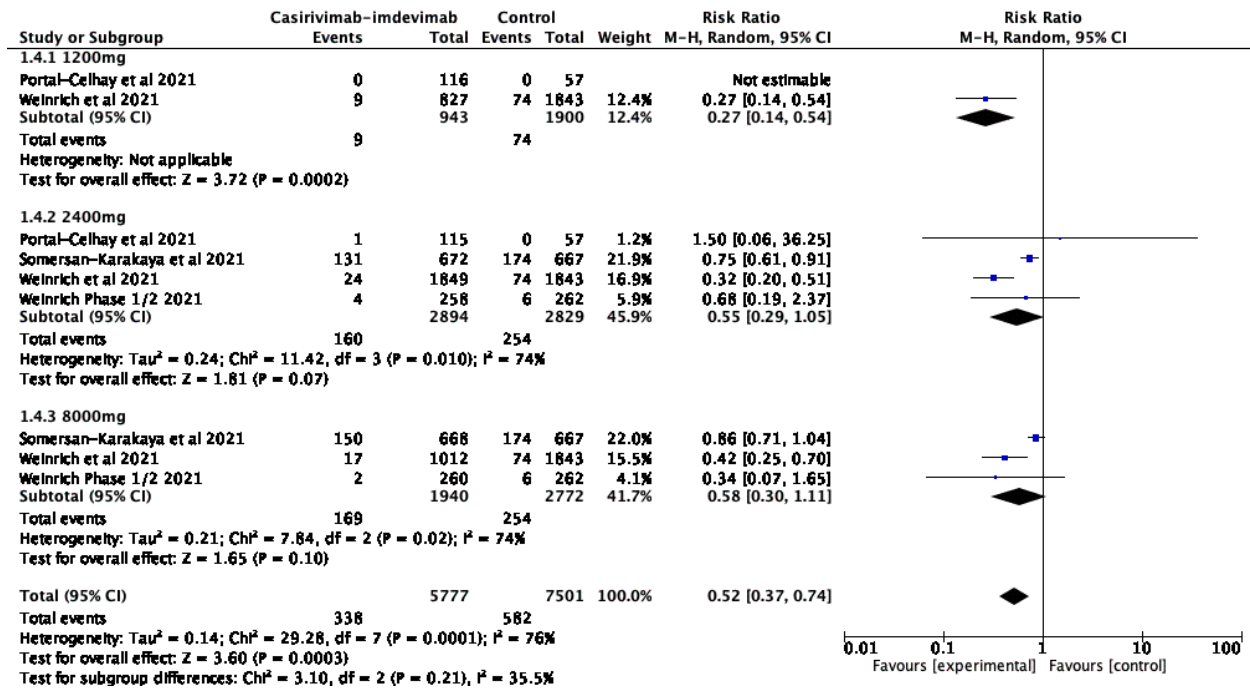 Casirivimab-imdevimab Control Risk Ratio Risk Ratio
Study or Subgroup Events Total Events Total Weight M-H, Random, 95% CI M-H, Random, 95% CI
1.4.1 1200mg
Portal-Celhay et al 2021 0 116 0 57 Not estimable
Weinrich et al 2021 9 827 74 1843 12.4% 0.27 [0.14, 0.54]
Subtotal (95% CI) 943 1900 12.4% 0.27 [0.14, 0.54]
Total events 9 74
Heterogeneity: Not applicable
Test for overall effect: Z = 3.72 (P = 0.0002)
1.4.2 2400mg
Portal-Celhay et al 2021 1 115 0 57 1.2% 1.50 [0.06, 36.25]
Somersan-Karakaya et al 2021 131 672 174 667 21.9% 0.75 [0.61, 0.91]
Weinrich et al 2021 24 1849 74 1843 16.9% 0.32 [0.20, 0.51]
Weinrich Phase 1/2 2021 4 258 6 262 5.9% 0.68 [0.19, 2.37]
Subtotal (95% CI) 2894 2829 45.9% 0.55 [0.29, 1.05]
Total events 160 254
Heterogeneity: Tau² = 0.24; Chi² = 11.42, df = 3 (P = 0.010); I² = 74%
Test for overall effect: Z = 1.81 (P = 0.07)
1.4.3 8000mg
Somersan-Karakaya et al 2021 150 668 174 667 22.0% 0.86 [0.71, 1.04]
Weinrich et al 2021 17 1012 74 1843 15.5% 0.42 [0.25, 0.70]
Weinrich Phase 1/2 2021 2 260 6 262 4.1% 0.34 [0.07, 1.65]
Subtotal (95% CI) 1940 2772 41.7% 0.58 [0.30, 1.11]
Total events 169 254
Heterogeneity: Tau² = 0.21; Chi² = 7.84, df = 2 (P = 0.02); I² = 74%
Test for overall effect: Z = 1.65 (P = 0.10)
Total (95% CI) 5777 7501 100.0% 0.52 [0.37, 0.74]
Total events 338 582
Heterogeneity: Tau² = 0.14; Chi² = 29.28, df = 7 (P = 0.0001); I² = 76%
Test for overall effect: Z = 3.60 (P = 0.0003)
Test for subgroup differences: Chi² = 3.10, df = 2 (P = 0.21), I² = 35.5%
0.01 0.1 1 10 100
Favours [experimental] Favours [control]